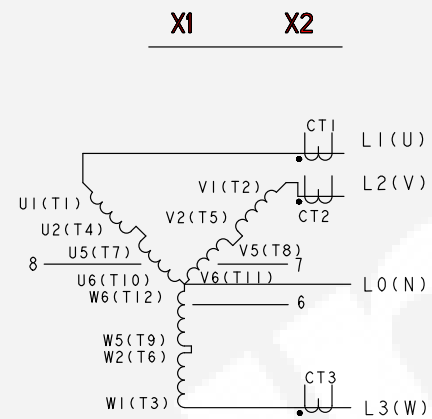 X1 X2
CT1
L1(U)
V1(T2)
L2(V)
U1(T1)
V2(T5)
CT2
U2(T4)
U5(T7)
V5(T8)
8
7
U6(T10)
V6(T11)
L0(N)
W6(T12)
6
W5(T9)
W2(T6)
CT3
W1(T3)
L3(W)